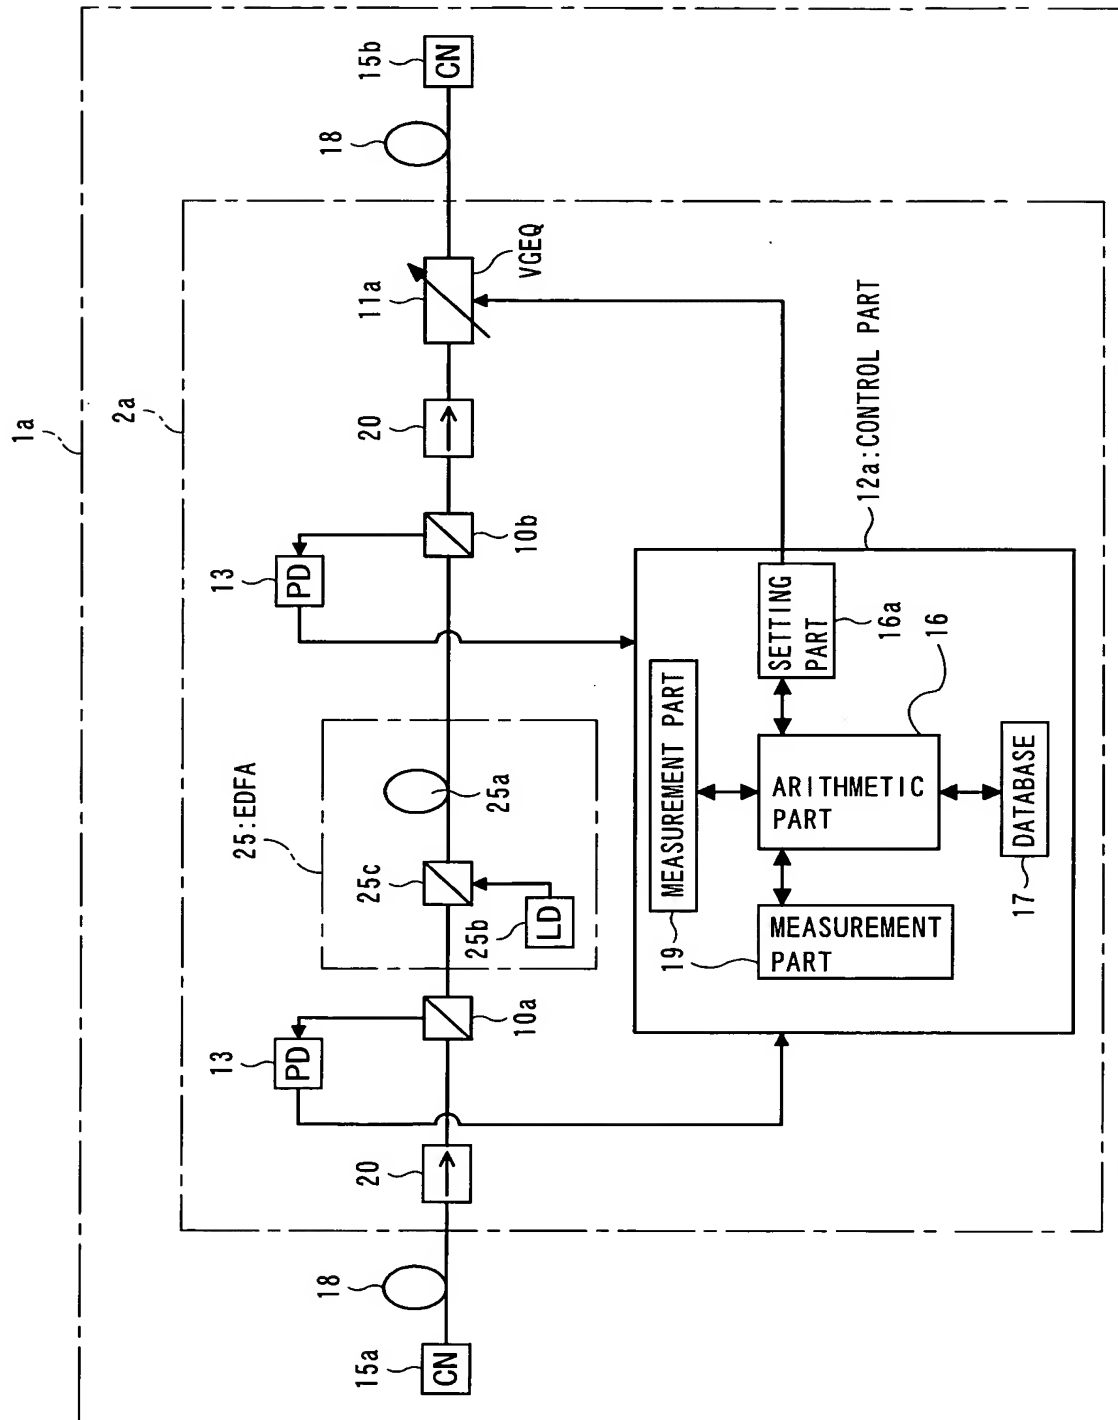 1a
2a
15a
CN
18
20
13
PD
10a
25:EDFA
25c
25b
LD
25a
13
PD
10b
20
11a
VGEQ
18
15b
CN
12a:CONTROL PART
19
MEASUREMENT PART
MEASUREMENT
PART
ARITHMETIC
PART
16
SETTING
PART
16a
17
DATABASE